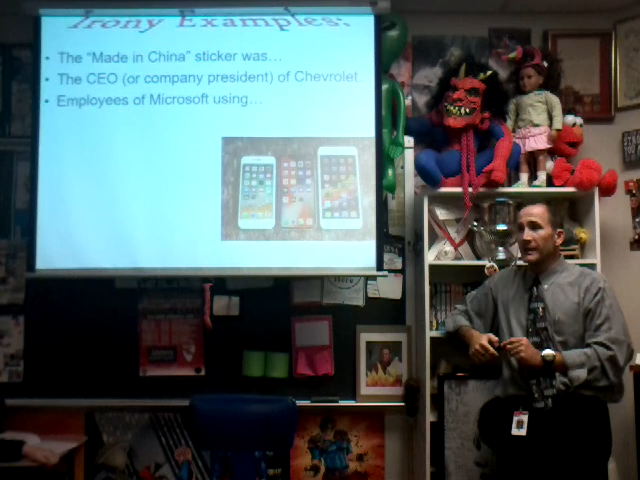 Irony Examples:
• The “Made in China” sticker was…
• The CEO (or company president) of Chevrolet
• Employees of Microsoft using…